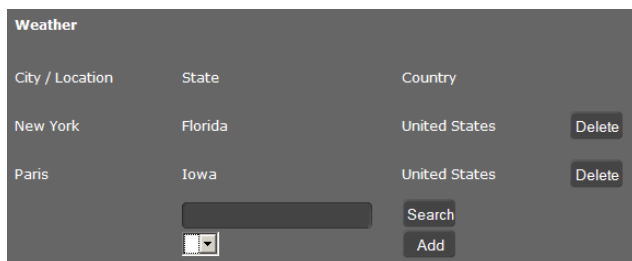 Weather
City / Location State Country
New York Florida United States Delete
Paris Iowa United States Delete
Search
Add